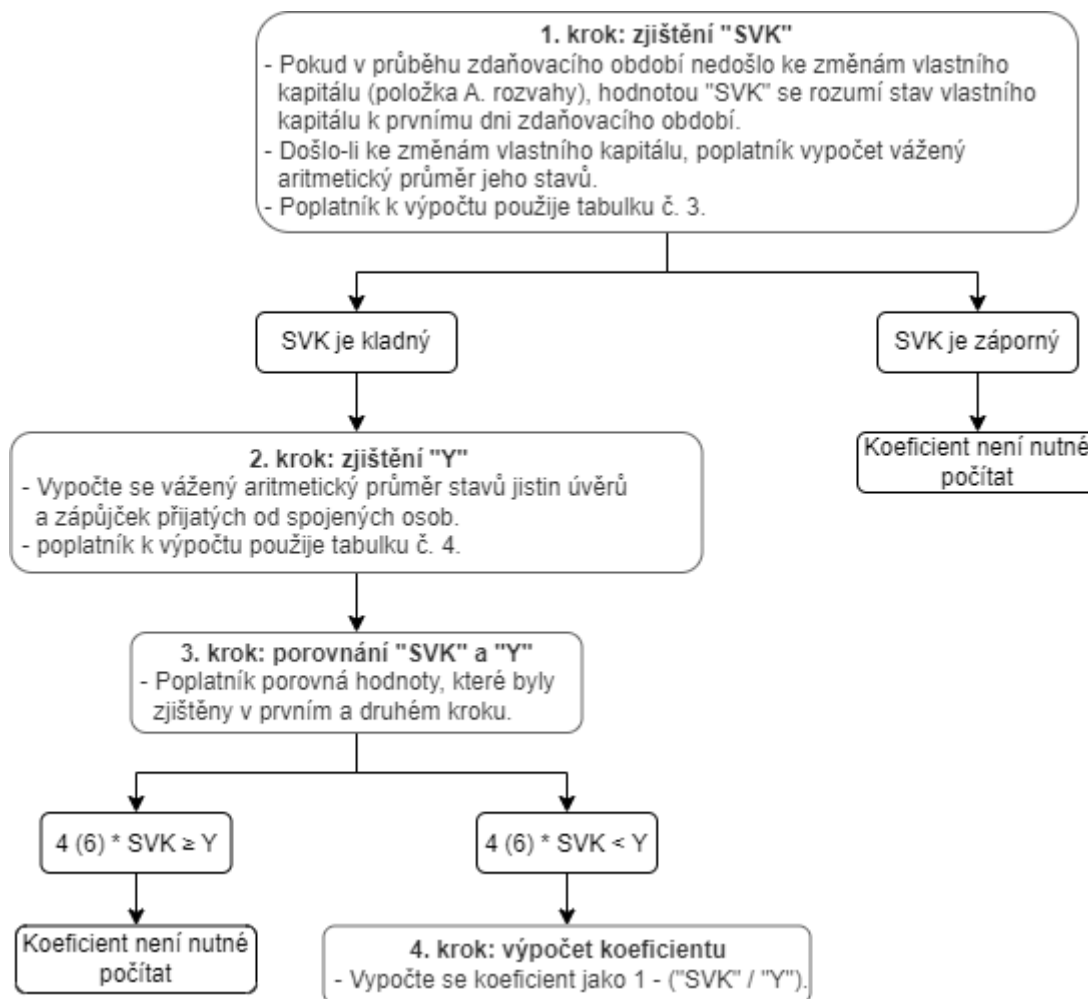 1. krok: zjištění "SVK"
- Pokud v průběhu zdaňovacího období nedošlo ke změnám vlastního
kapitálu (položka A. rozvahy), hodnotou "SVK" se rozumí stav vlastního
kapitálu k prvnímu dni zdaňovacího období.
- Došlo-li ke změnám vlastního kapitálu, poplatník vypočet vážený
aritmetický průměr jeho stavů.
- Poplatník k výpočtu použije tabulku č. 3.
SVK je kladný
SVK je záporný
Koeficient není nutné
počítat
2. krok: zjištění "Y"
- Vypočte se vážený aritmetický průměr stavů jistin úvěrů
a zápůjček přijatých od spojených osob.
- poplatník k výpočtu použije tabulku č. 4.
3. krok: porovnání "SVK" a "Y"
- Poplatník porovná hodnoty, které byly
zjištěny v prvním a druhém kroku.
4 (6) * SVK ≥ Y
4 (6) * SVK < Y
Koeficient není nutné
počítat
4. krok: výpočet koeficientu
- Vypočte se koeficient jako 1 - ("SVK" / "Y").